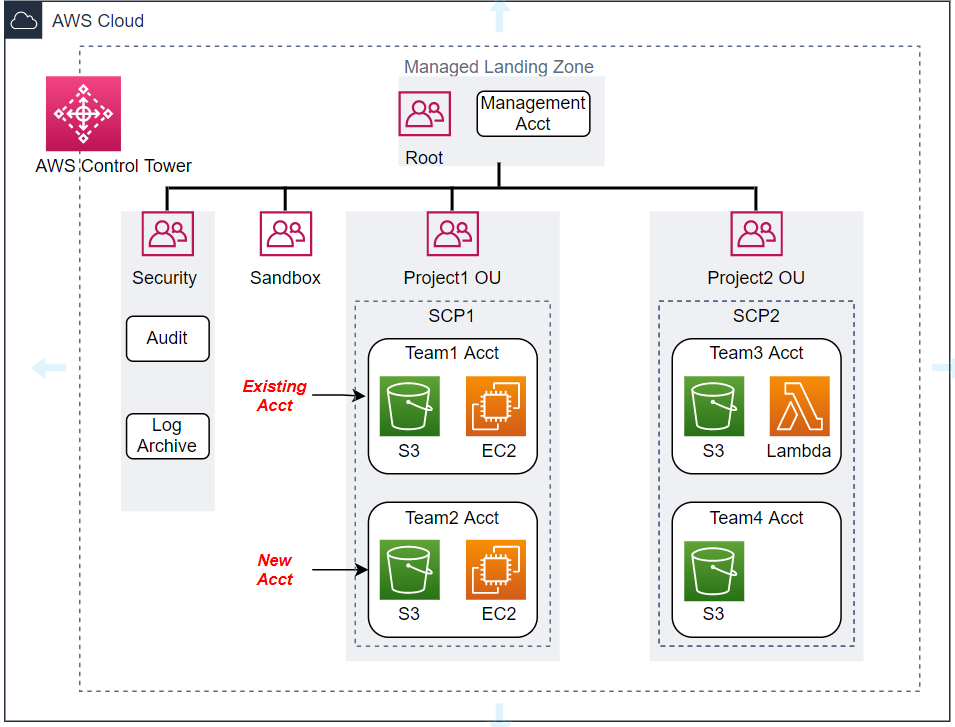 AWS Cloud
Managed Landing Zone
Management
Acct
Root
AWS Control Tower
Security
Sandbox
Project1 OU
Project2 OU
Audit
Log
Archive
SCP1
Team1 Acct
S3
EC2
Existing
Acct
Team2 Acct
S3
EC2
New
Acct
SCP2
Team3 Acct
S3
Lambda
Team4 Acct
S3